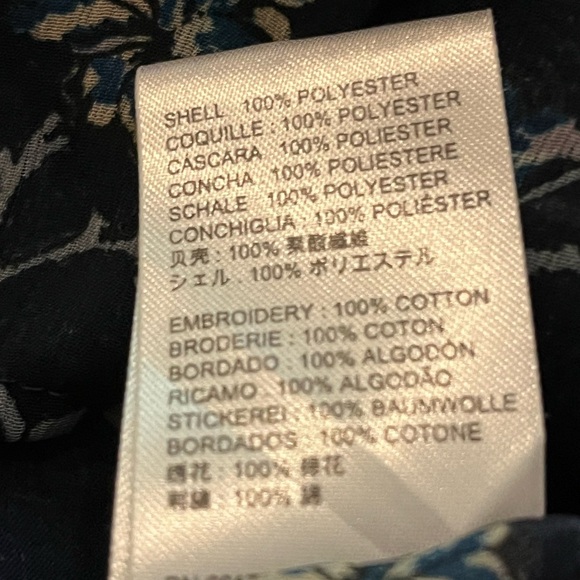 SHELL : 100% POLYESTER
COQUILLE : 100% POLYESTER
CASCARA : 100% POLIESTER
CONCHA : 100% POLIESTERE
SCHALE : 100% POLYESTER
CONCHIGLIA : 100% POLIÉSTER
贝壳 : 100% 聚酸纖維
シェル : 100% ポリエステル
EMBROIDERY : 100% COTTON
BRODERIE : 100% COTON
BORDADO : 100% ALGODÓN
RICAMO : 100% ALGODÃO
STICKEREI : 100% BAUMWOLLE
BORDADOS : 100% COTONE
绣花 : 100% 棉花
刺繍 : 100% 綿